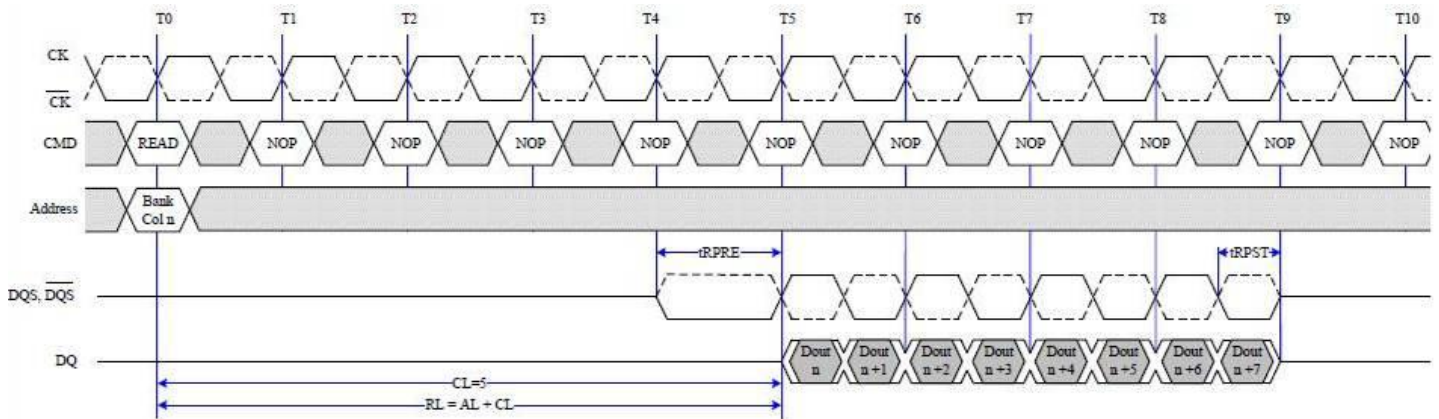 T0 T1 T2 T3 T4 T5 T6 T7 T8 T9 T10
CK
CK
CMD READ NOP NOP NOP NOP NOP NOP NOP NOP NOP NOP
Address Bank
Col n
tRPRE tRPST
DQS, DQS
DQ Dout Dout Dout Dout Dout Dout Dout Dout
n n +1 n +2 n +3 n +4 n +5 n +6 n +7
CL=5
RL = AL + CL